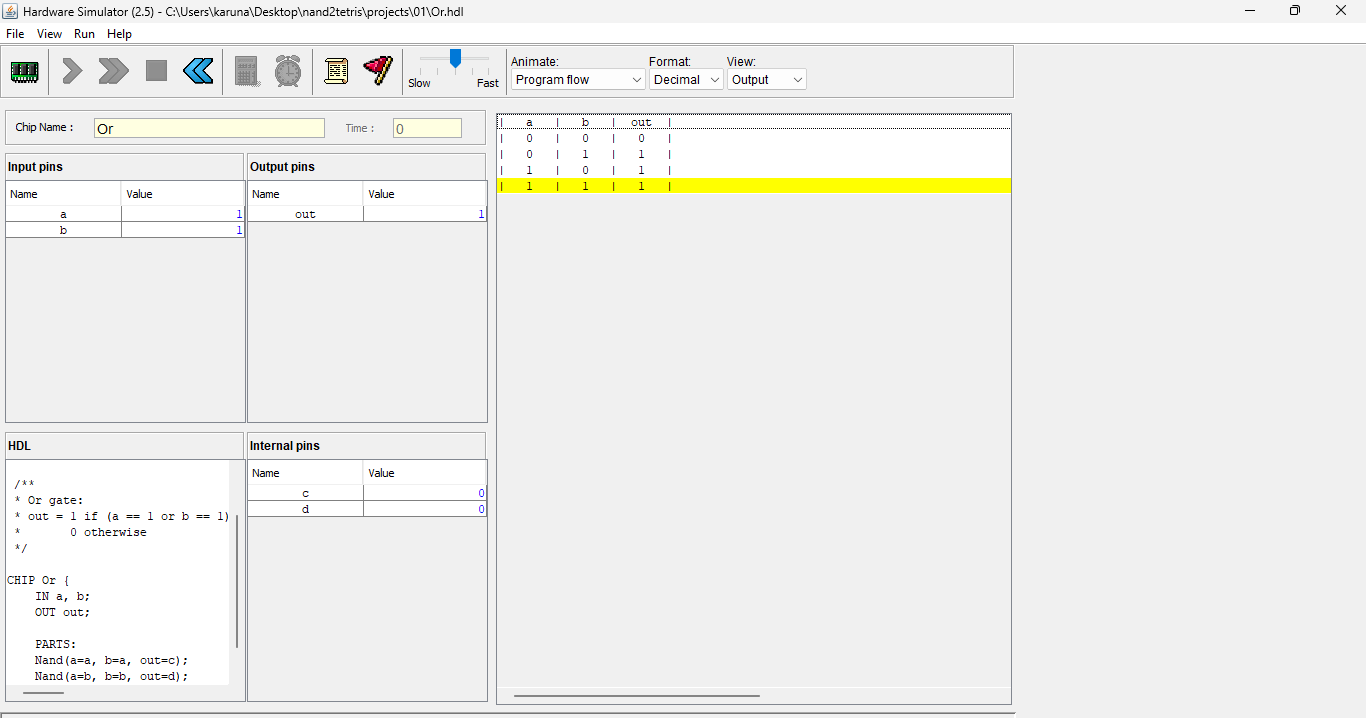 Hardware Simulator (2.5) - C:\Users\karuna\Desktop\nand2tetris\projects\01\Or.hdl
File View Run Help
Slow Fast
Animate: Format: View:
Program flow Decimal Output
Chip Name : Or Time : 0
Input pins
Name Value
a 1
b 1
Output pins
Name Value
out 1
HDL
/**
* Or gate:
* out = 1 if (a == 1 or b == 1)
* 0 otherwise
*/
CHIP Or {
IN a, b;
OUT out;
PARTS:
Nand(a=a, b=a, out=c);
Nand(a=b, b=b, out=d);
Internal pins
Name Value
c 0
d 0
| a | b | out |
| 0 | 0 | 0 |
| 0 | 1 | 1 |
| 1 | 0 | 1 |
| 1 | 1 | 1 |